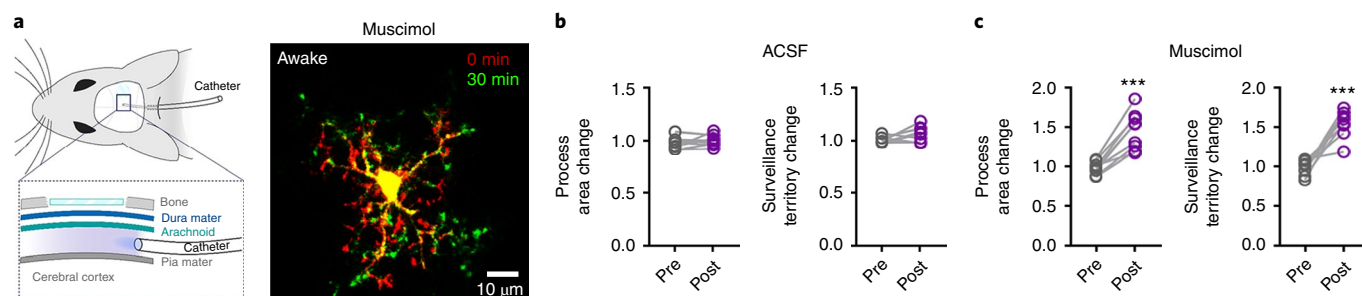 a
Catheter
Bone
Dura mater
Arachnoid
Catheter
Pia mater
Cerebral cortex
Muscimol
Awake
0 min
30 min
10 μm
b
ACSF
Process
area change
1.5
1.0
0.5
0.0
Pre
Post
Surveillance
territory change
1.5
1.0
0.5
0.0
Pre
Post
c
Muscimol
Process
area change
2.0
1.5
1.0
0.5
0.0
***
Pre
Post
Surveillance
territory change
2.0
1.5
1.0
0.5
0.0
***
Pre
Post